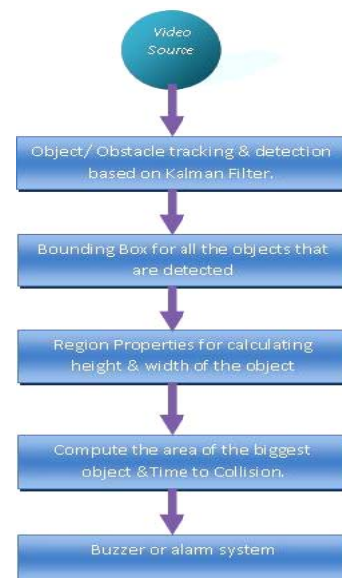 Video
Source
Object/ Obstacle tracking & detection
based on Kalman Filter.
Bounding Box for all the objects that
are detected
Region Properties for calculating
height & width of the object
Compute the area of the biggest
object &Time to Collision.
Buzzer or alarm system